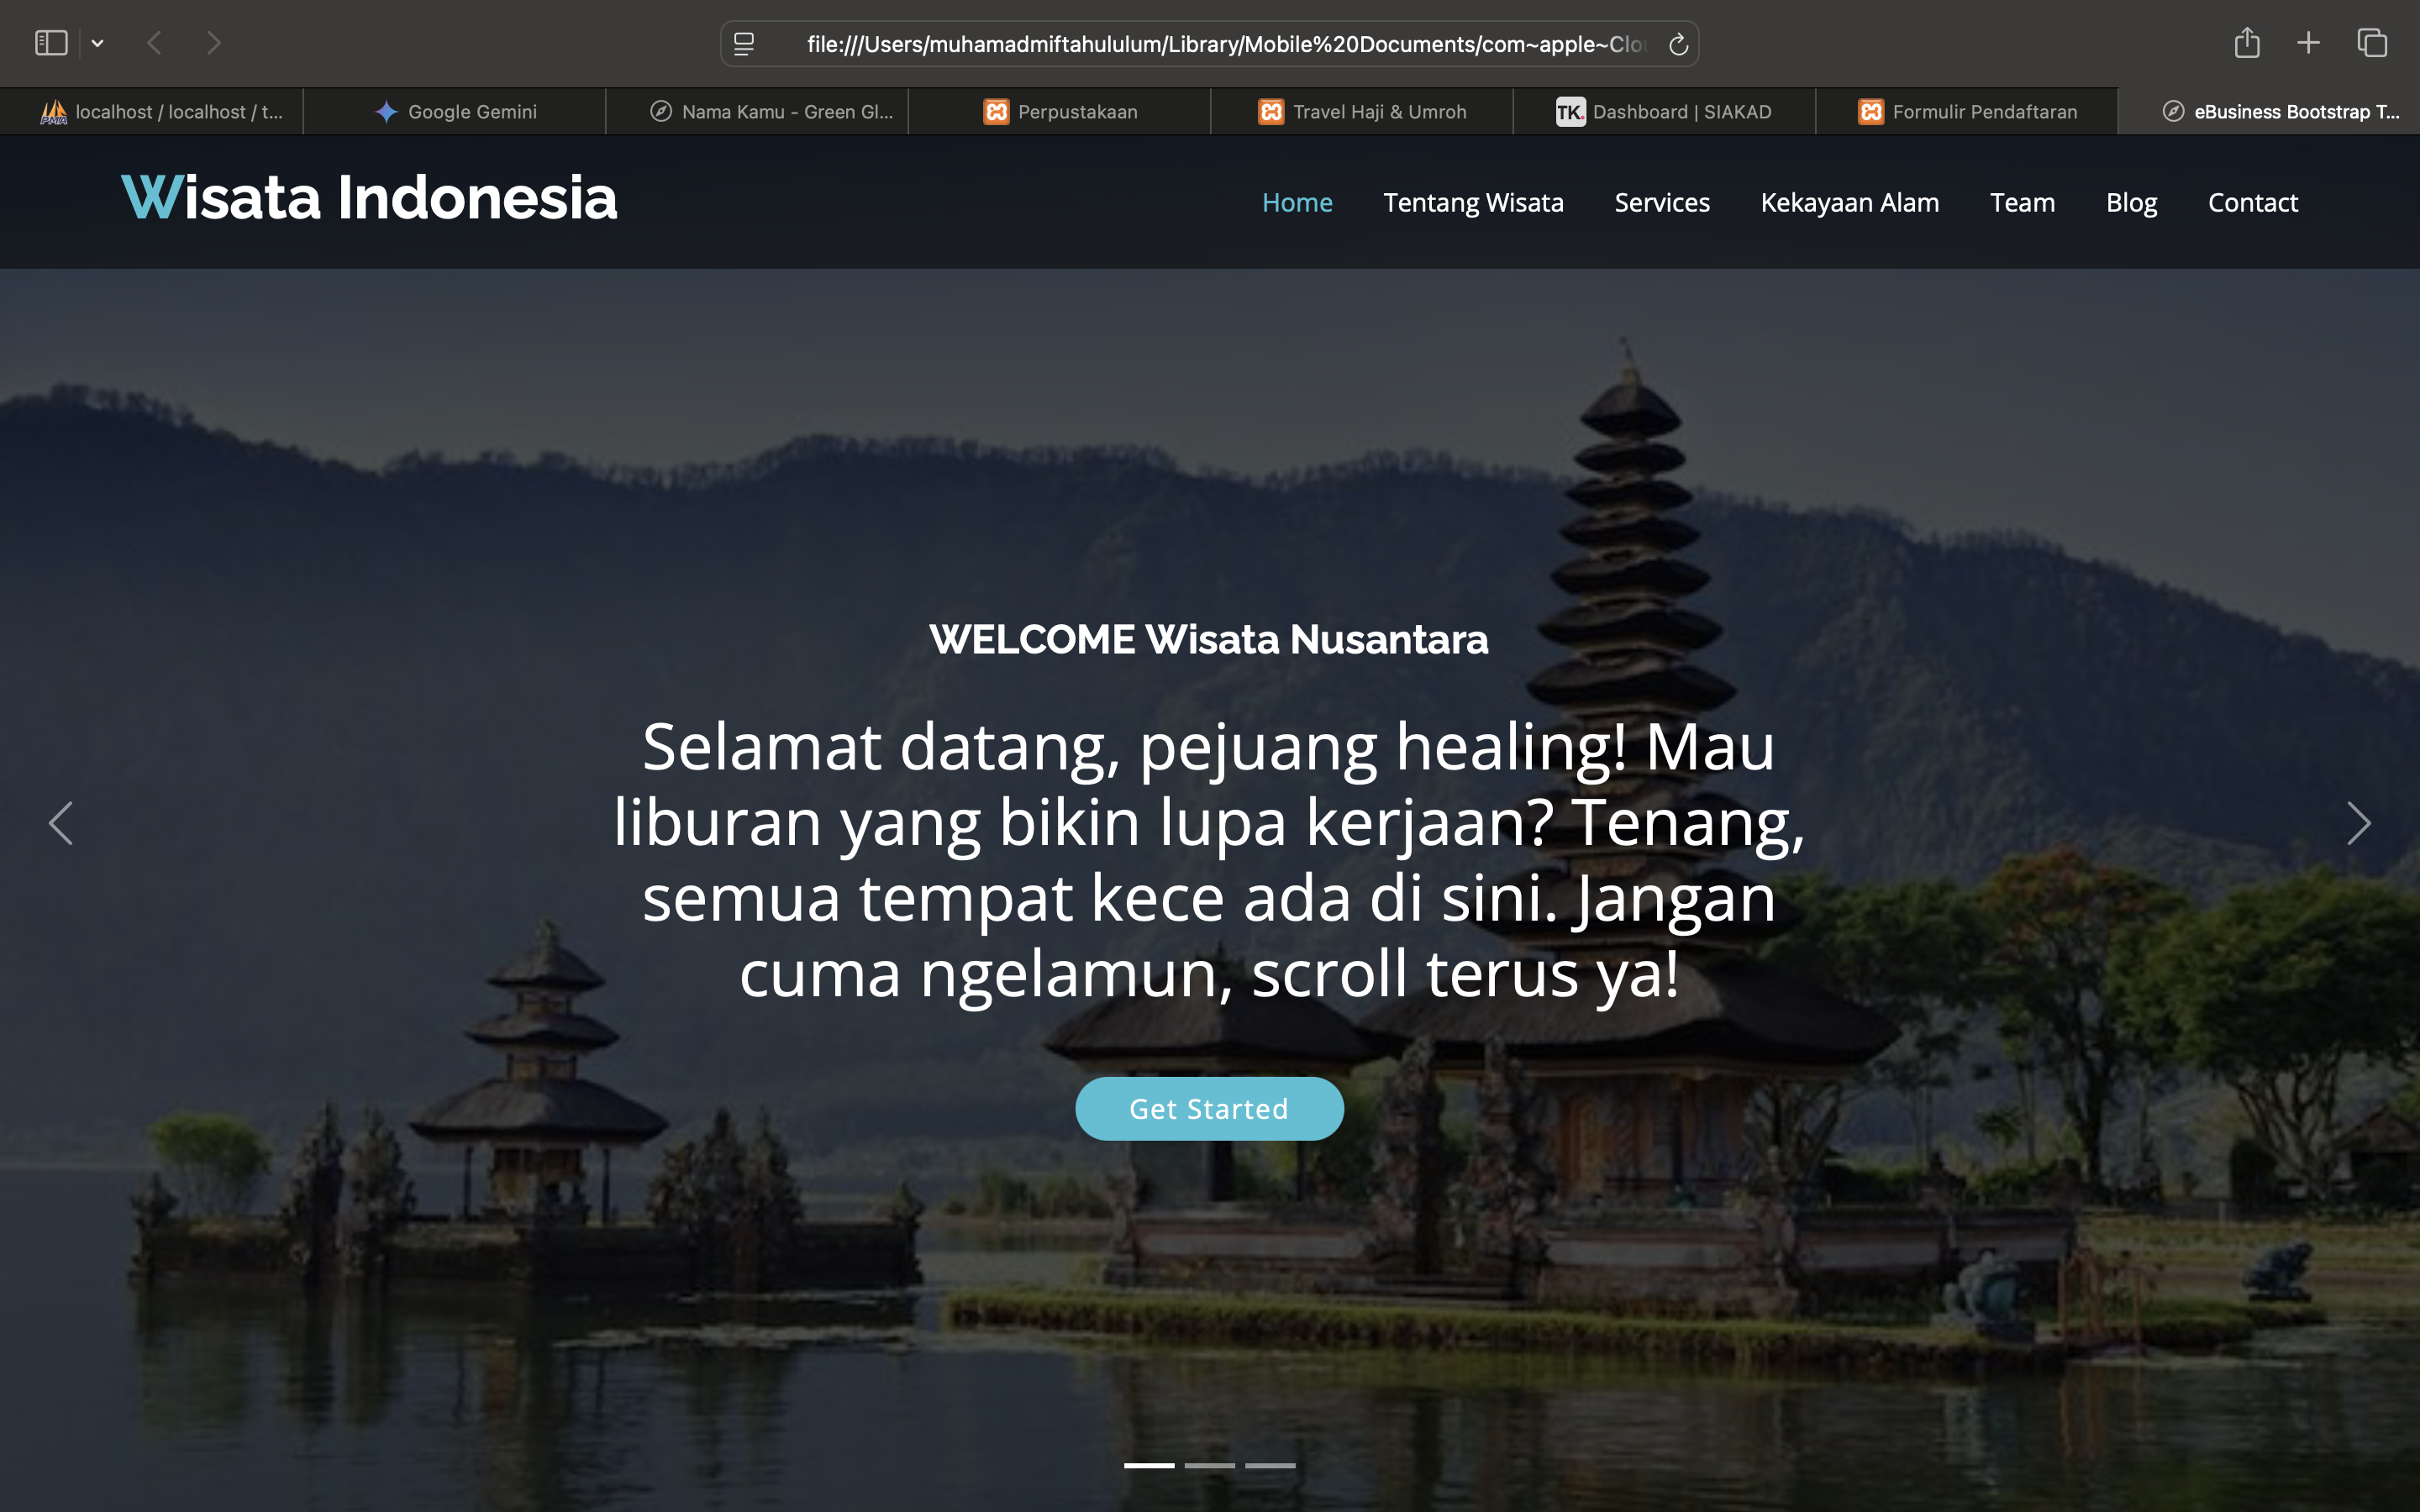 file:///Users/muhamadmiftahululum/Library/Mobile%20Documents/com~apple~Clo
localhost / localhost / t...
Google Gemini
Nama Kamu - Green Gl...
Perpustakaan
Travel Haji & Umroh
TK.
Dashboard | SIAKAD
Formulir Pendaftaran
eBusiness Bootstrap T...
Wisata Indonesia
Home
Tentang Wisata
Services
Kekayaan Alam
Team
Blog
Contact
WELCOME Wisata Nusantara
Selamat datang, pejuang healing! Mau
liburan yang bikin lupa kerjaan? Tenang,
semua tempat kece ada di sini. Jangan
cuma ngelamun, scroll terus ya!
Get Started